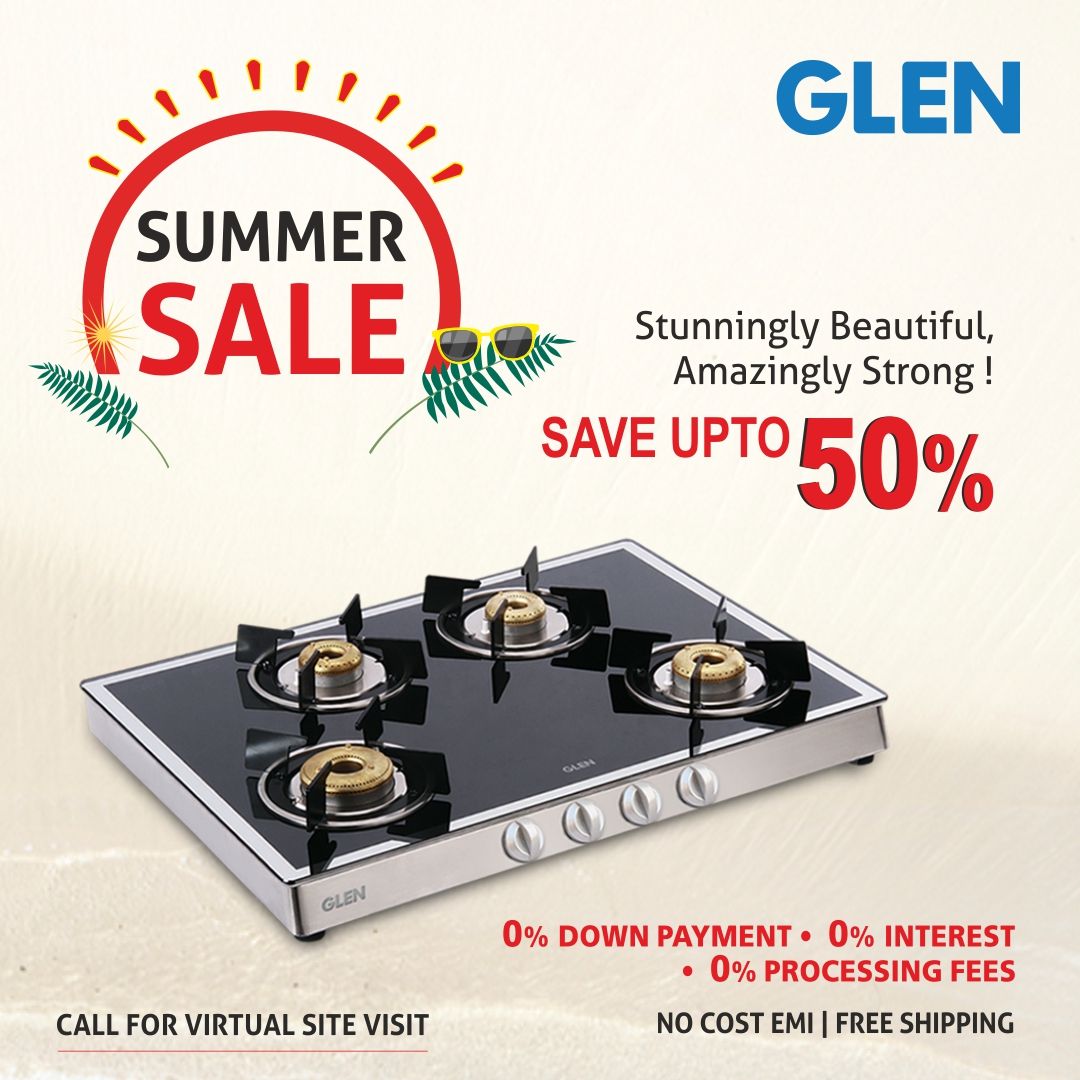 SUMMER
SALE
GLEN
Stunningly Beautiful,
Amazingly Strong !
SAVE UPTO 50%
GLEN
GLEN
0% DOWN PAYMENT • 0% INTEREST
• 0% PROCESSING FEES
CALL FOR VIRTUAL SITE VISIT
NO COST EMI | FREE SHIPPING